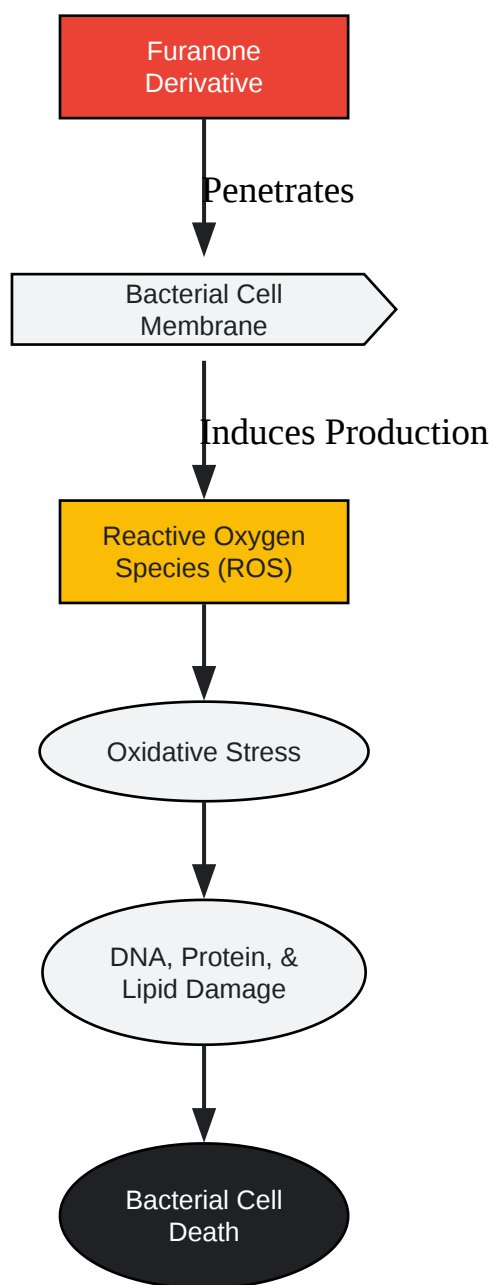 Furanone
Derivative
Penetrates
Bacterial Cell
Membrane
Induces Production
Reactive Oxygen
Species (ROS)
Oxidative Stress
DNA, Protein, &
Lipid Damage
Bacterial Cell
Death